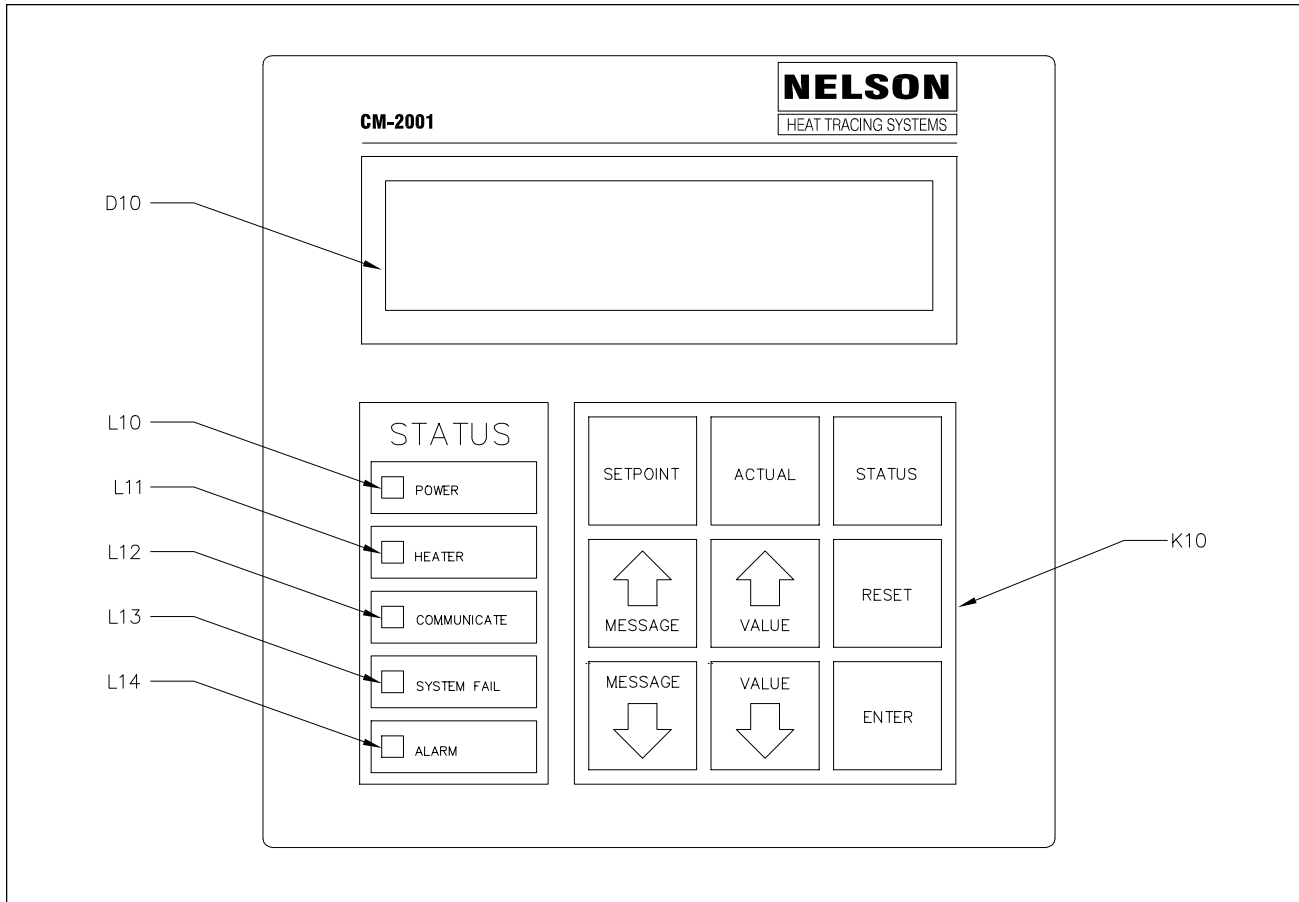 NELSON
HEAT TRACING SYSTEMS
CM-2001
D10
STATUS
L10
POWER
L11
HEATER
L12
COMMUNICATE
L13
SYSTEM FAIL
L14
ALARM
SETPOINT
ACTUAL
STATUS
MESSAGE
VALUE
RESET
MESSAGE
VALUE
ENTER
K10